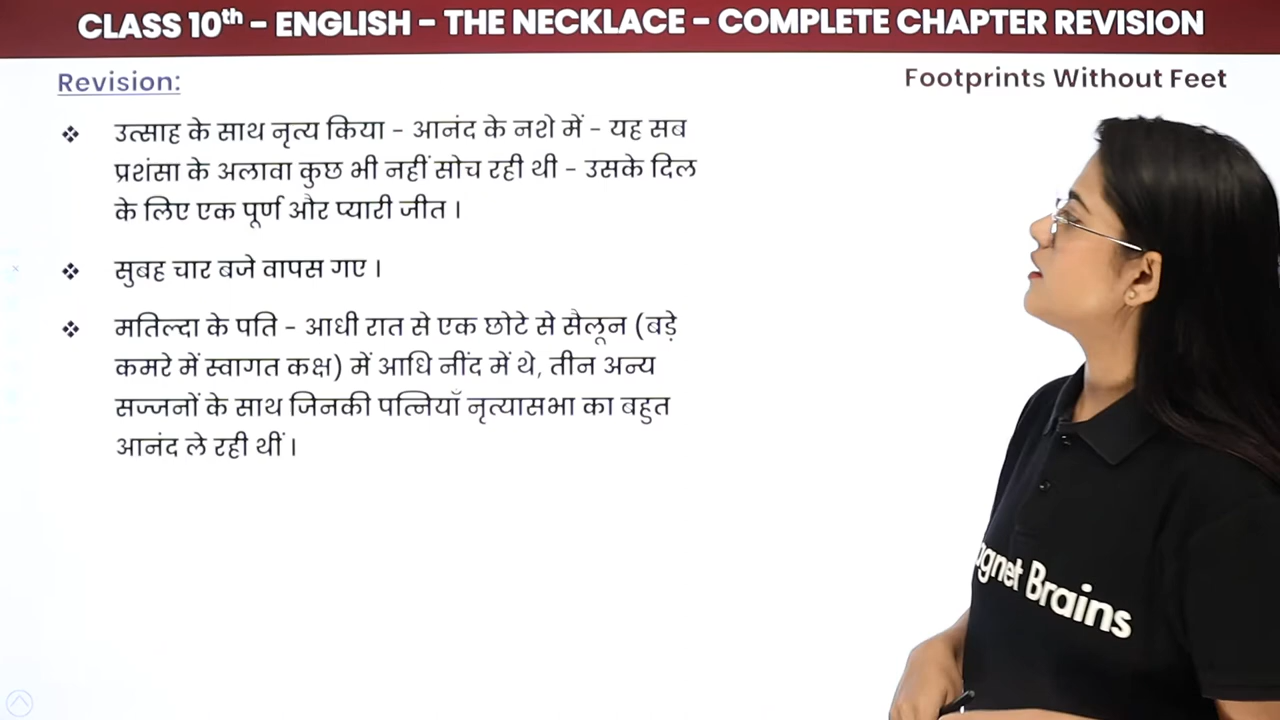 CLASS 10th – ENGLISH – THE NECKLACE – COMPLETE CHAPTER REVISION
Revision:
Footprints Without Feet
❖ उत्साह के साथ नृत्य किया – आनंद के नशे में – यह सब
प्रशंसा के अलावा कुछ भी नहीं सोच रही थी – उसके दिल
के लिए एक पूर्ण और प्यारी जीत ।
❖ सुबह चार बजे वापस गए ।
❖ मतिल्दा के पति – आधी रात से एक छोटे से सैलून (बड़े
कमरे में स्वागत कक्ष) में आधि नींद में थे, तीन अन्य
सज्जनों के साथ जिनकी पत्नियाँ नृत्यासभा का बहुत
आनंद ले रही थीं ।
gnet Brains